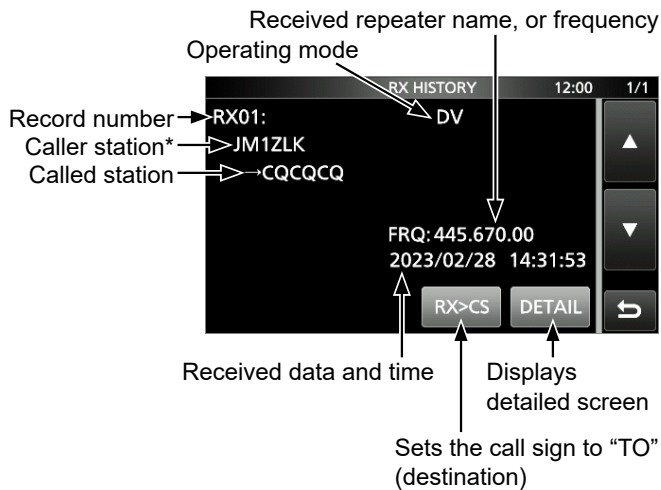 Received repeater name, or frequency
Operating mode
RX HISTORY 12:00 1/1
Record number RX01: DV
Caller station* JM1ZLK
Called station →CQCQCQ
FRQ: 445.670.00
2023/02/28 14:31:53
RX>CS DETAIL
Received data and time
Displays
detailed screen
Sets the call sign to “TO”
(destination)